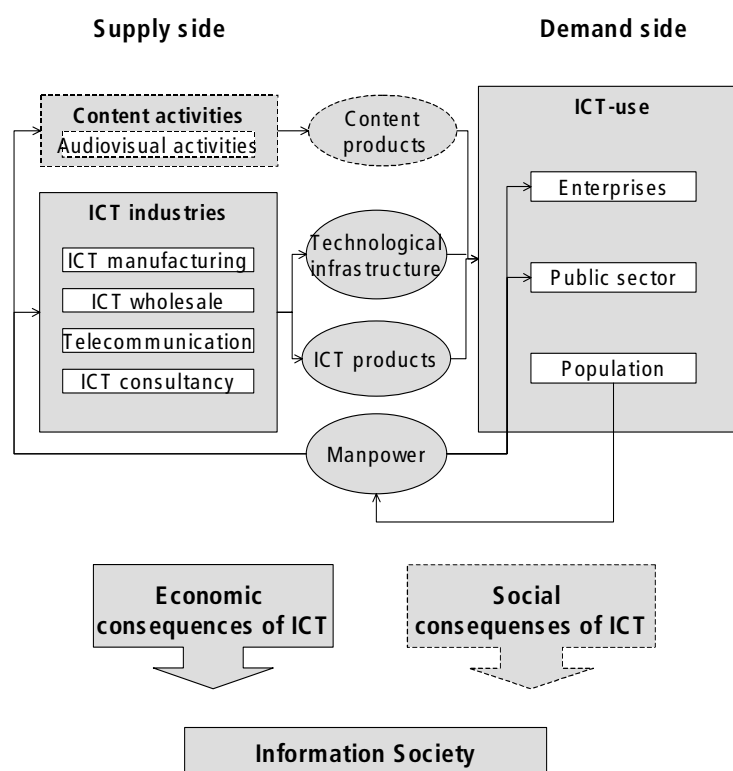 Supply side
Demand side
Content activities
Audiovisual activities
Content
products
ICT-use
Enterprises
Public sector
Population
ICT industries
ICT manufacturing
ICT wholesale
Telecommunication
ICT consultancy
Technological
infrastructure
ICT products
Manpower
Economic
consequences of ICT
Social
consequenses of ICT
Information Society